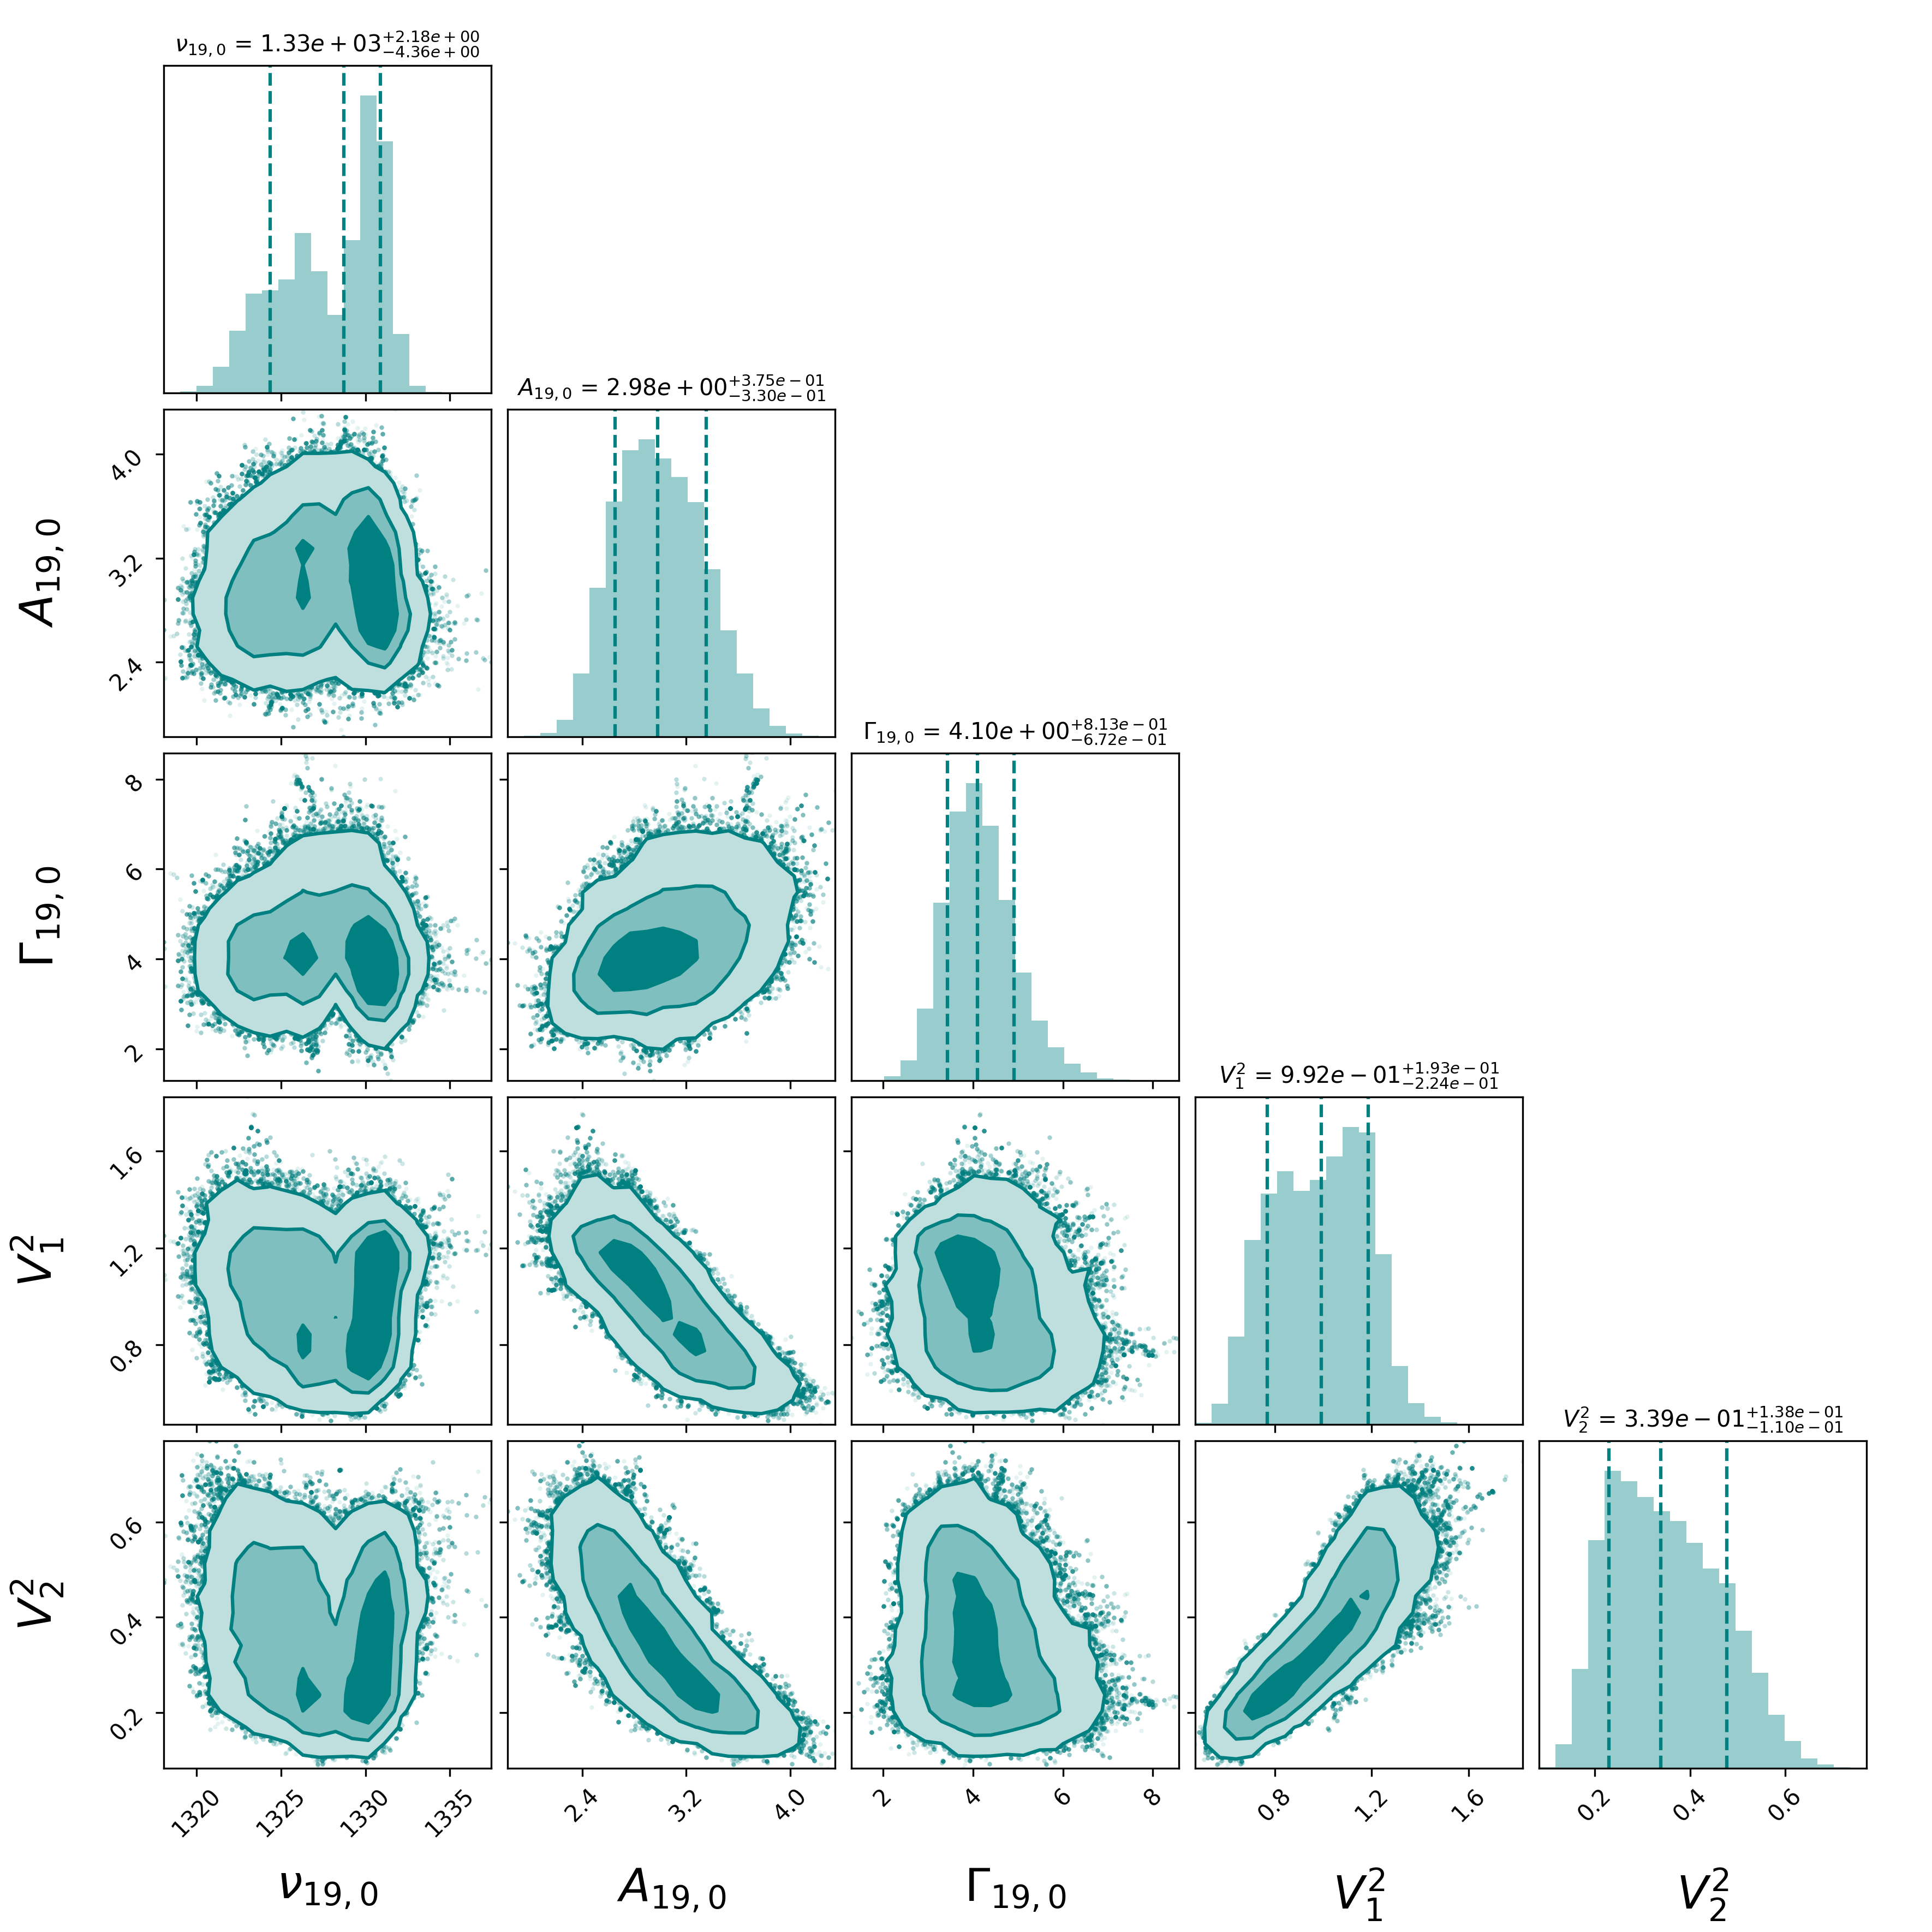 ν₁₉,₀ = 1.33e + 03 +2.18e + 00 −4.36e + 00
A₁₉,₀ = 2.98e + 00 +3.75e − 01 −3.30e − 01
4.0
3.2
2.4
A₁₉,₀
Γ₁₉,₀ = 4.10e + 00 +8.13e − 01 −6.72e − 01
8
6
4
2
Γ₁₉,₀
V₁² = 9.92e − 01 +1.93e − 01 −2.24e − 01
1.6
1.2
0.8
V₁²
V₂² = 3.39e − 01 +1.38e − 01 −1.10e − 01
0.6
0.4
0.2
V₂²
1320 1325 1330 1335 2.4 3.2 4.0 2 4 6 8 0.8 1.2 1.6 0.2 0.4 0.6
ν₁₉,₀ A₁₉,₀ Γ₁₉,₀ V₁² V₂²